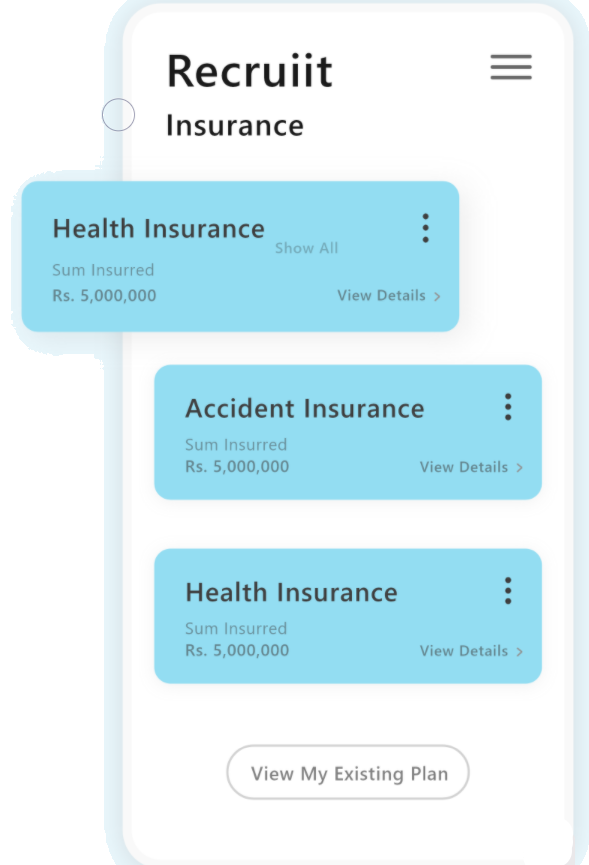 Recruiit
Insurance
Health Insurance
Show All
Sum Insurred
Rs. 5,000,000
View Details >
Accident Insurance
Sum Insurred
Rs. 5,000,000
View Details >
Health Insurance
Sum Insurred
Rs. 5,000,000
View Details >
View My Existing Plan